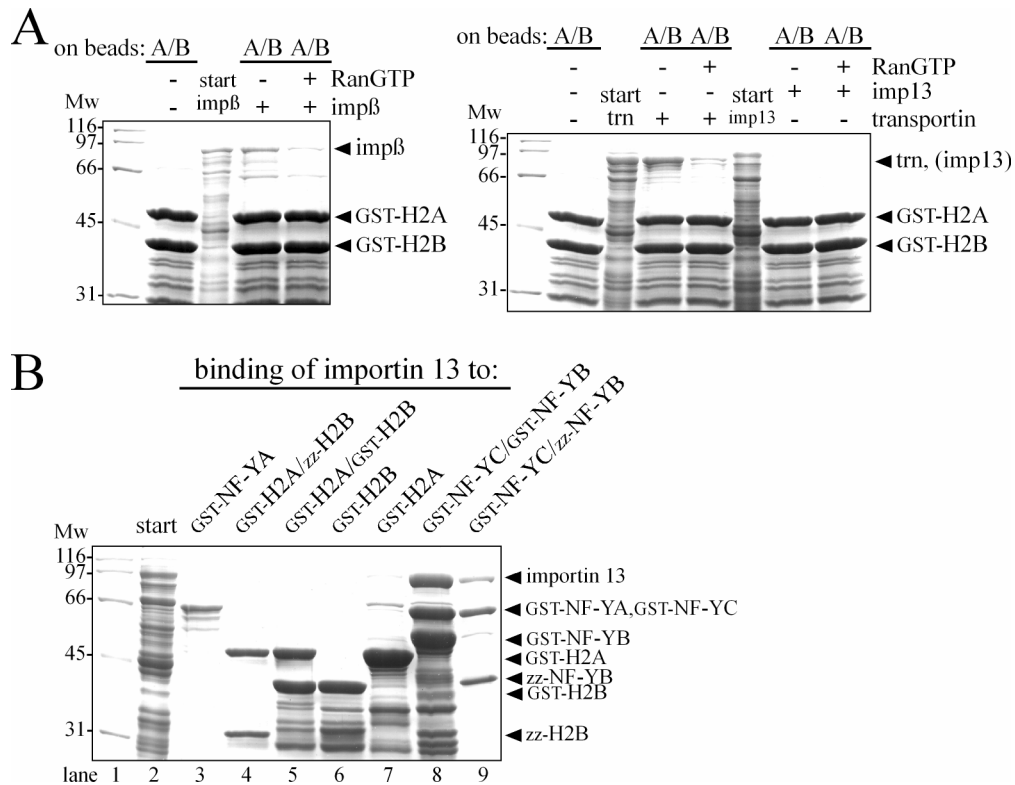 A
on beads: A/B A/B A/B
- start - + RanGTP
- impß + + impß
Mw
116
97
66
45
31
impß
GST-H2A
GST-H2B
on beads: A/B A/B A/B A/B A/B
- - + - + RanGTP
- start - - start + + imp13
- trn + + imp13 - - transportin
Mw
116
97
66
45
31
trn, (imp13)
GST-H2A
GST-H2B
B
binding of importin 13 to:
start
GST-NF-YA
GST-H2A/zz-H2B
GST-H2A/GST-H2B
GST-H2B
GST-H2A
GST-NF-YC/GST-NF-YB
GST-NF-YC/zz-NF-YB
Mw
116
97
66
45
31
importin 13
GST-NF-YA,GST-NF-YC
GST-NF-YB
GST-H2A
zz-NF-YB
GST-H2B
zz-H2B
lane 1 2 3 4 5 6 7 8 9